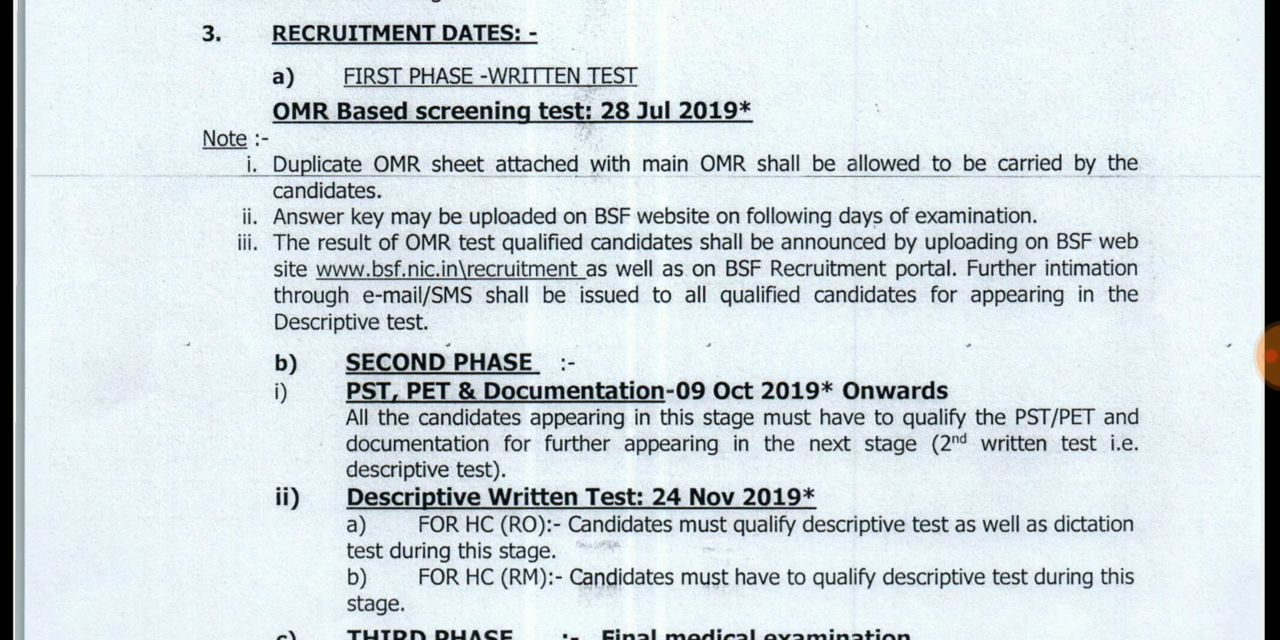 3. RECRUITMENT DATES: -
a) FIRST PHASE -WRITTEN TEST
OMR Based screening test: 28 Jul 2019*
Note :-
i. Duplicate OMR sheet attached with main OMR shall be allowed to be carried by the
candidates.
ii. Answer key may be uploaded on BSF website on following days of examination.
iii. The result of OMR test qualified candidates shall be announced by uploading on BSF web
site www.bsf.nic.in\recruitment as well as on BSF Recruitment portal. Further intimation
through e-mail/SMS shall be issued to all qualified candidates for appearing in the
Descriptive test.
b) SECOND PHASE :-
i) PST, PET & Documentation-09 Oct 2019* Onwards
All the candidates appearing in this stage must have to qualify the PST/PET and
documentation for further appearing in the next stage (2nd written test i.e.
descriptive test).
ii) Descriptive Written Test: 24 Nov 2019*
a) FOR HC (RO):- Candidates must qualify descriptive test as well as dictation
test during this stage.
b) FOR HC (RM):- Candidates must have to qualify descriptive test during this
stage.
c) THIRD PHASE :- Final medical examination